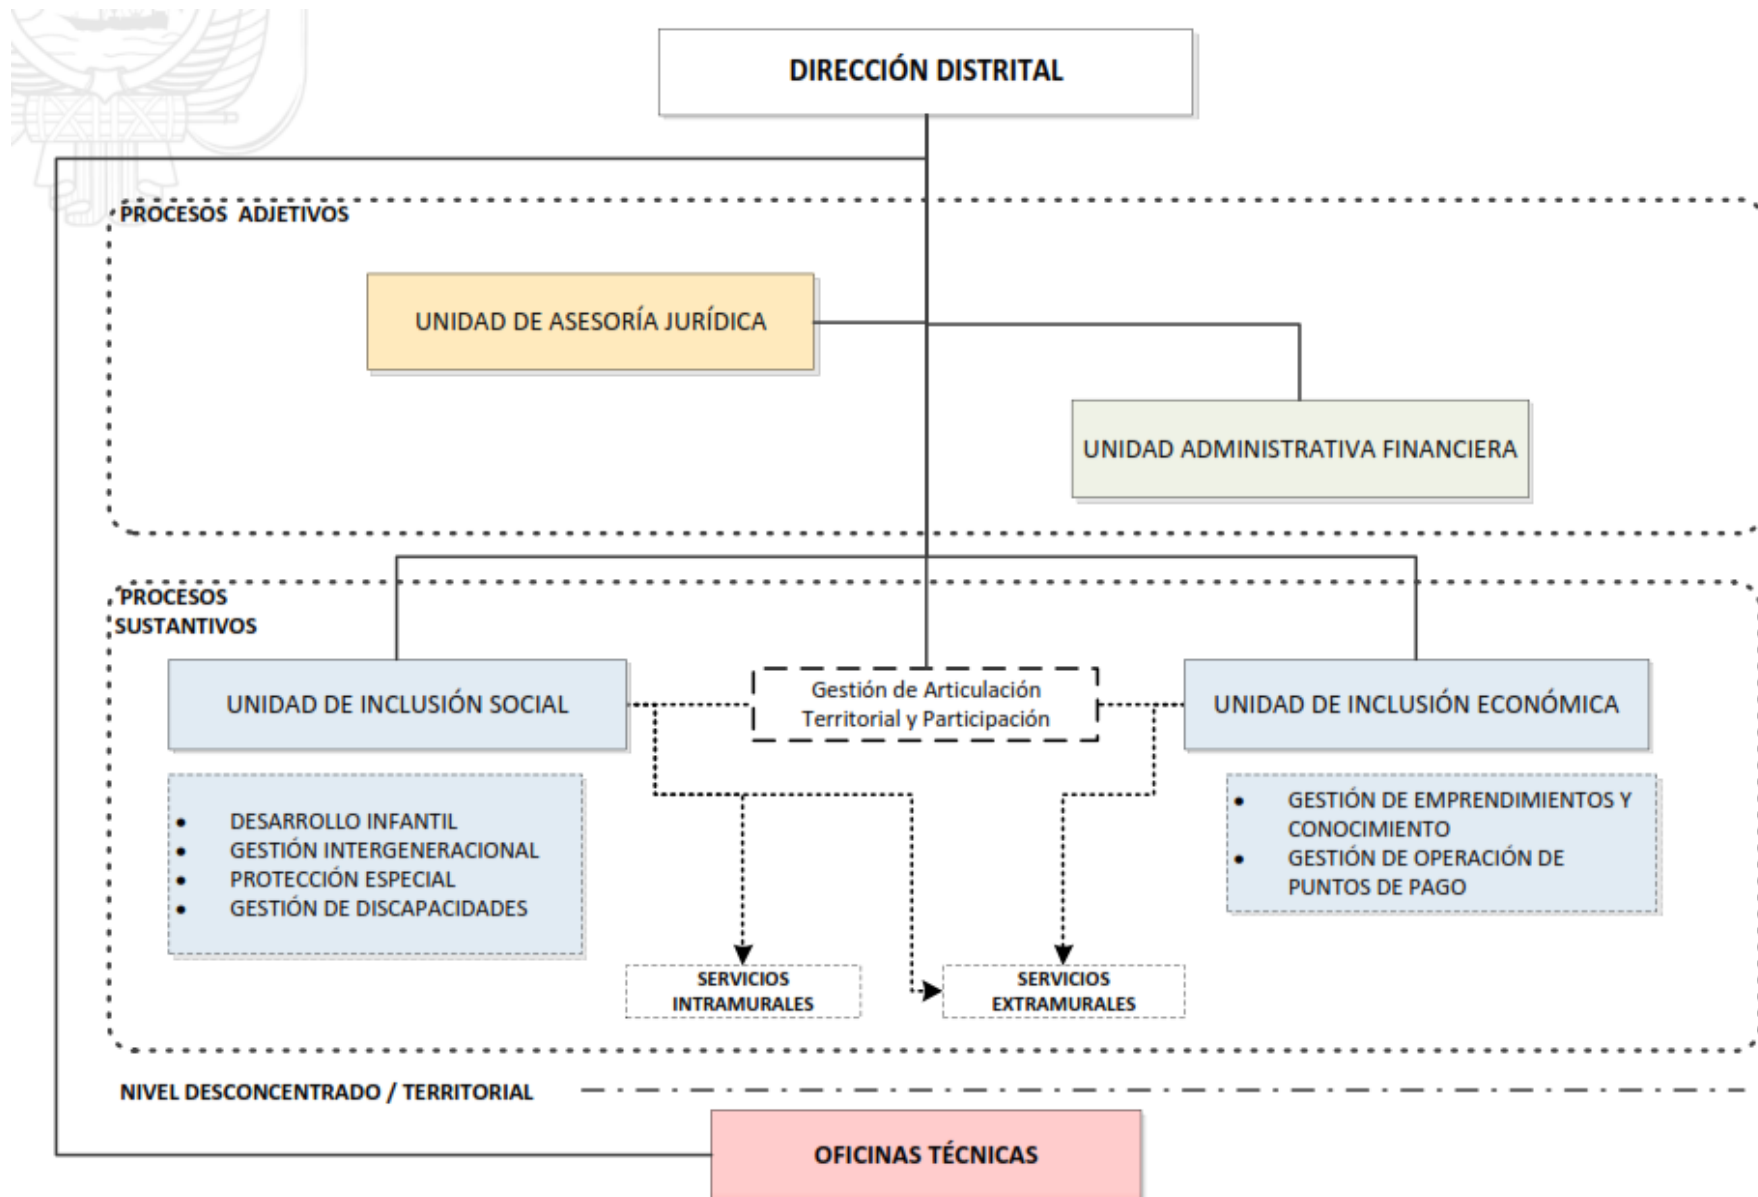 DIRECCIÓN DISTRITAL
PROCESOS ADJETIVOS
UNIDAD DE ASESORÍA JURÍDICA
UNIDAD ADMINISTRATIVA FINANCIERA
PROCESOS
SUSTANTIVOS
UNIDAD DE INCLUSIÓN SOCIAL
Gestión de Articulación
Territorial y Participación
UNIDAD DE INCLUSIÓN ECONÓMICA
• DESARROLLO INFANTIL
• GESTIÓN INTERGENERACIONAL
• PROTECCIÓN ESPECIAL
• GESTIÓN DE DISCAPACIDADES
• GESTIÓN DE EMPRENDIMIENTOS Y
CONOCIMIENTO
• GESTIÓN DE OPERACIÓN DE
PUNTOS DE PAGO
SERVICIOS
INTRAMURALES
SERVICIOS
EXTRAMURALES
NIVEL DESCONCENTRADO / TERRITORIAL
OFICINAS TÉCNICAS